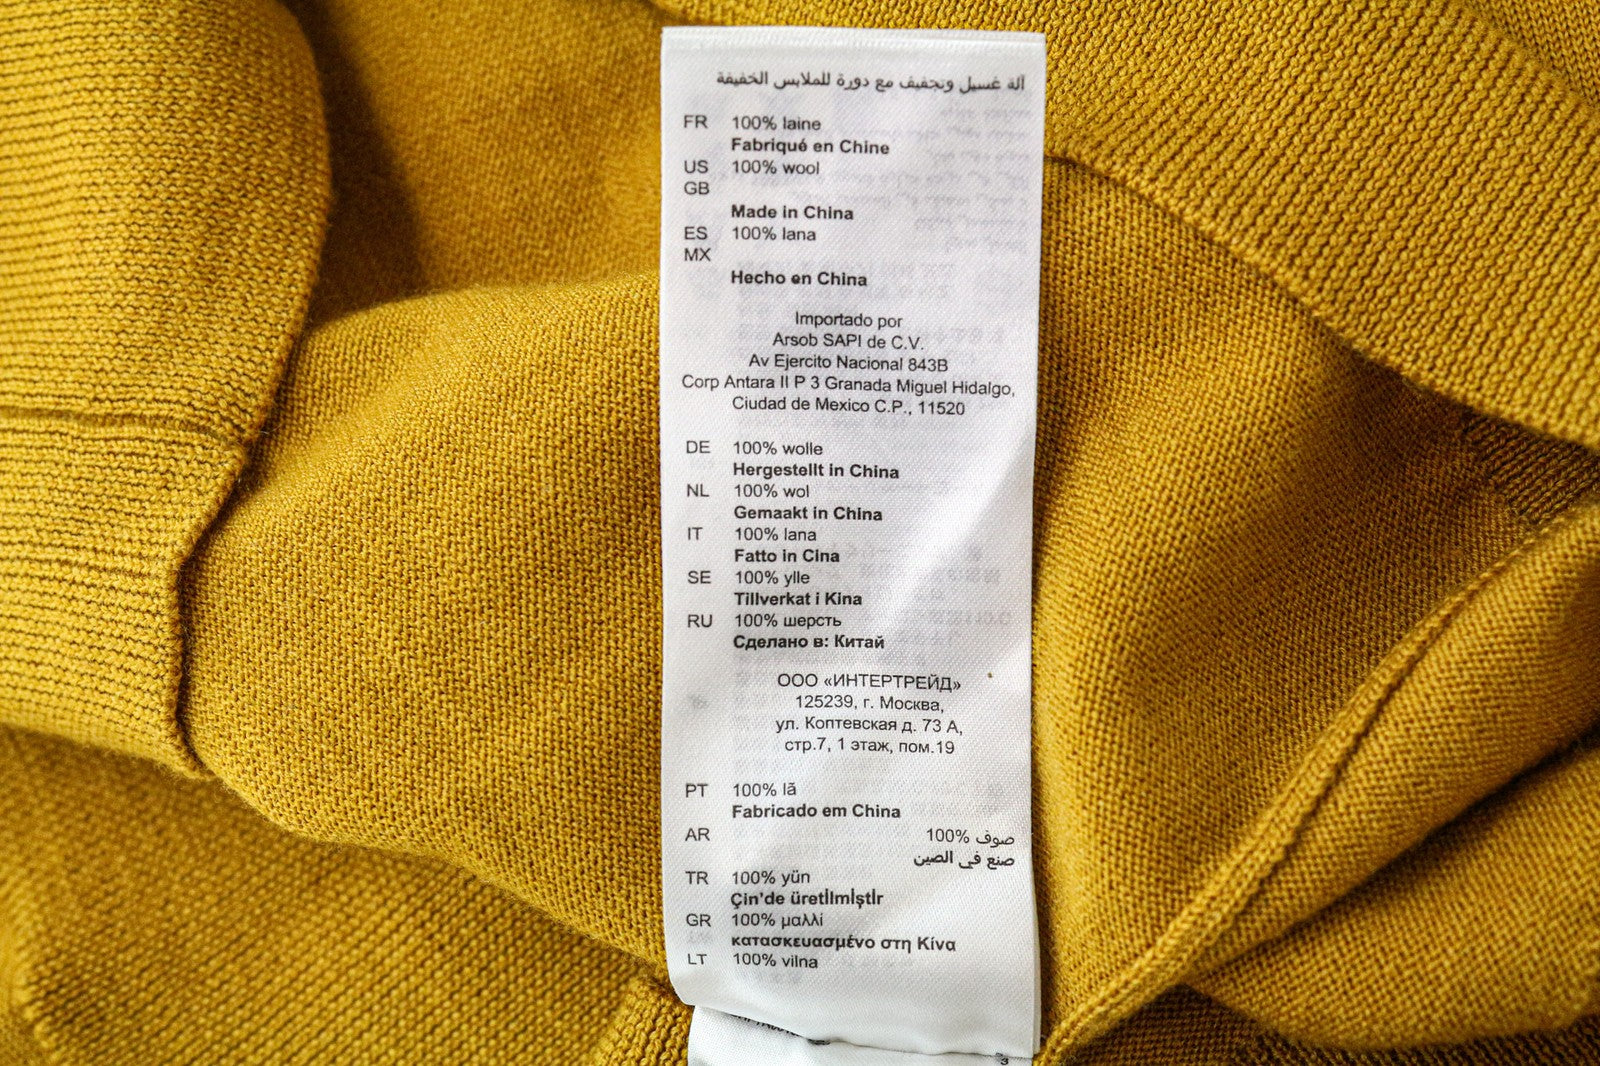 آلة غسيل وتجفيف مع دورة للملابس الخفيفة
FR 100% laine
Fabriqué en Chine
US 100% wool
GB
Made in China
ES 100% lana
MX
Hecho en China
Importado por
Arsob SAPI de C.V.
Av Ejercito Nacional 843B
Corp Antara II P 3 Granada Miguel Hidalgo,
Ciudad de Mexico C.P., 11520
DE 100% wolle
Hergestellt in China
NL 100% wol
Gemaakt in China
IT 100% lana
Fatto in Cina
SE 100% ylle
Tillverkat i Kina
RU 100% шерсть
Сделано в: Китай
ООО «ИНТЕРТРЕЙД»
125239, г. Москва,
ул. Коптевская д. 73 А,
стр.7, 1 этаж, пом.19
PT 100% lã
Fabricado em China
AR 100% صوف
صنع في الصين
TR 100% yün
Çin'de üretİlmİştİr
GR 100% μαλλί
κατασκευασμένο στη Κίνα
LT 100% vilna